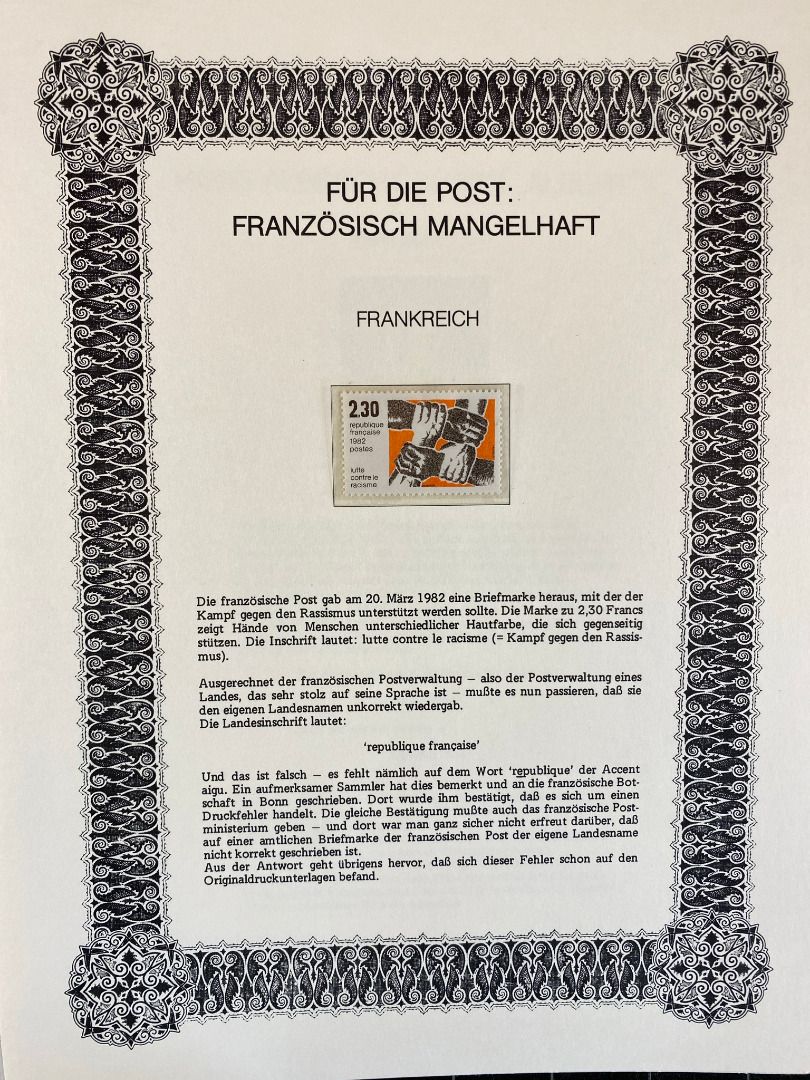 FÜR DIE POST:
FRANZÖSISCH MANGELHAFT
FRANKREICH
2.30
republique
française
1982
postes
lutte
contre le
racisme
Die französische Post gab am 20. März 1982 eine Briefmarke heraus, mit der der
Kampf gegen den Rassismus unterstützt werden sollte. Die Marke zu 2,30 Francs
zeigt Hände von Menschen unterschiedlicher Hautfarbe, die sich gegenseitig
stützen. Die Inschrift lautet: lutte contre le racisme (= Kampf gegen den Rassis-
mus).
Ausgerechnet der französischen Postverwaltung – also der Postverwaltung eines
Landes, das sehr stolz auf seine Sprache ist – mußte es nun passieren, daß sie
den eigenen Landesnamen unkorrekt wiedergab.
Die Landesinschrift lautet:
‘republique française’
Und das ist falsch – es fehlt nämlich auf dem Wort ‘republique’ der Accent
aigu. Ein aufmerksamer Sammler hat dies bemerkt und an die französische Bot-
schaft in Bonn geschrieben. Dort wurde ihm bestätigt, daß es sich um einen
Druckfehler handelt. Die gleiche Bestätigung mußte auch das französische Post-
ministerium geben – und dort war man ganz sicher nicht erfreut darüber, daß
auf einer amtlichen Briefmarke der französischen Post der eigene Landesname
nicht korrekt geschrieben ist.
Aus der Antwort geht übrigens hervor, daß sich dieser Fehler schon auf den
Originaldruckunterlagen befand.